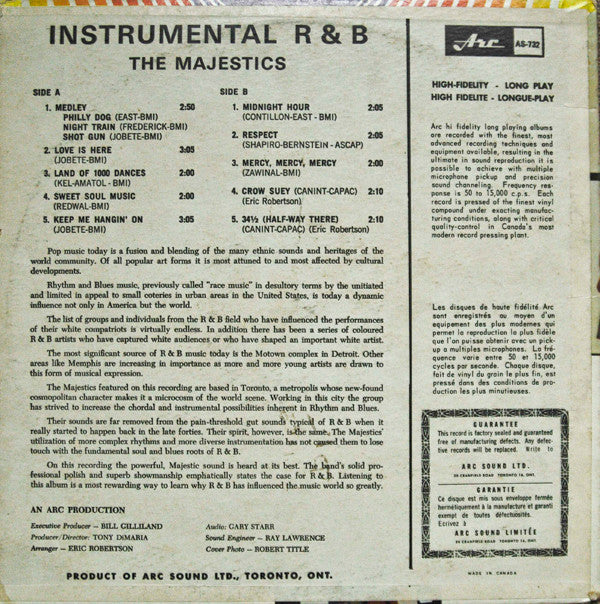 INSTRUMENTAL R & B
THE MAJESTICS
SIDE A
1. MEDLEY 2:50
PHILLY DOG (EAST-BMI)
NIGHT TRAIN (FREDERICK-BMI)
SHOT GUN (JOBETE-BMI)
2. LOVE IS HERE 3:05
(JOBETE-BMI)
3. LAND OF 1000 DANCES 2:00
(KEL-AMATOL - BMI)
4. SWEET SOUL MUSIC 2:00
(REDWAL-BMI)
5. KEEP ME HANGIN' ON 3:05
(JOBETE-BMI)
SIDE B
1. MIDNIGHT HOUR 2:05
(CONTILLON-EAST - BMI)
2. RESPECT 2:05
(SHAPIRO-BERNSTEIN - ASCAP)
3. MERCY, MERCY, MERCY 2:00
(ZAWINAL-BMI)
4. CROW SUEY (CANINT-CAPAC) 2:10
(Eric Robertson)
5. 34½ (HALF-WAY THERE) 2:10
(CANINT-CAPAC) (Eric Robertson)
Pop music today is a fusion and blending of the many ethnic sounds and heritages of the
world community. Of all popular art forms it is most attuned to and most affected by cultural
developments.
Rhythm and Blues music, previously called "race music" in desultory terms by the unitiated
and limited in appeal to small coteries in urban areas in the United States, is today a dynamic
influence not only in America but the world.
The list of groups and individuals from the R & B field who have influenced the performances
of their white compatriots is virtually endless. In addition there has been a series of coloured
R & B artists who have captured white audiences or who have shaped an important white artist.
The most significant source of R & B music today is the Motown complex in Detroit. Other
areas like Memphis are increasing in importance as more and more young artists are drawn to
this form of musical expression.
The Majestics featured on this recording are based in Toronto, a metropolis whose new-found
cosmopolitan character makes it a microcosm of the world scene. Working in this city the group
has strived to increase the chordal and instrumental possibilities inherent in Rhythm and Blues.
Their sounds are far removed from the pain-threshold gut sounds typical of R & B when it
really started to happen back in the late forties. Their spirit, however, is the same. The Majestics'
utilization of more complex rhythms and more diverse instrumentation has not caused them to lose
touch with the fundamental soul and blues roots of R & B.
On this recording the powerful, Majestic sound is heard at its best. The band's solid pro-
fessional polish and superb showmanship emphatically states the case for R & B. Listening to
this album is a most rewarding way to learn why R & B has influenced the music world so greatly.
AN ARC PRODUCTION
Executive Producer – BILL GILLILAND
Producer/Director: TONY DiMARIA
Arranger – ERIC ROBERTSON
Audio: GARY STARR
Sound Engineer – RAY LAWRENCE
Cover Photo – ROBERT TITLE
PRODUCT OF ARC SOUND LTD., TORONTO, ONT.
Arc AS-732
HIGH-FIDELITY - LONG PLAY
HIGH FIDELITE - LONGUE-PLAY
Arc hi fidelity long playing albums
are recorded with the finest, most
advanced recording techniques and
equipment available, resulting in the
ultimate in sound reproduction it is
possible to achieve with multiple
microphone pickup and precision
sound channeling. Frequency res-
ponse is 50 to 15,000 c.p.s. Each
record is pressed of the finest vinyl
compound under exacting manufac-
turing conditions, along with critical
quality-control in Canada's most
modern record pressing plant.
Les disques de haute fidélité Arc
sont enregistrés au moyen d'un
équipement des plus modernes qui
permet la reproduction la plus fidèle
que l'on puisse obtenir avec un pick-
up a multiples microphones. La fré-
quence varie entre 50 et 15,000
cycles par seconde. Chaque disque,
fait de vinyl du grain le plus fin, est
pressé dans des conditions de pro-
duction les plus minutieuses.
GUARANTEE
This record is factory sealed and guaranteed
free of manufacturing defects. Any defec-
tive records will be replaced. Write to
ARC SOUND LTD.
20 CRANFIELD ROAD TORONTO 16, ONT.
GARANTIE
Ce disque est mis sous enveloppe fermée
hermétiquement à la manufacture et garanti
exempt de toutes défectuosités.
Ecrivez à
ARC SOUND LIMITÉE
20 CRANFIELD ROAD TORONTO 16, ONT.
MADE IN CANADA